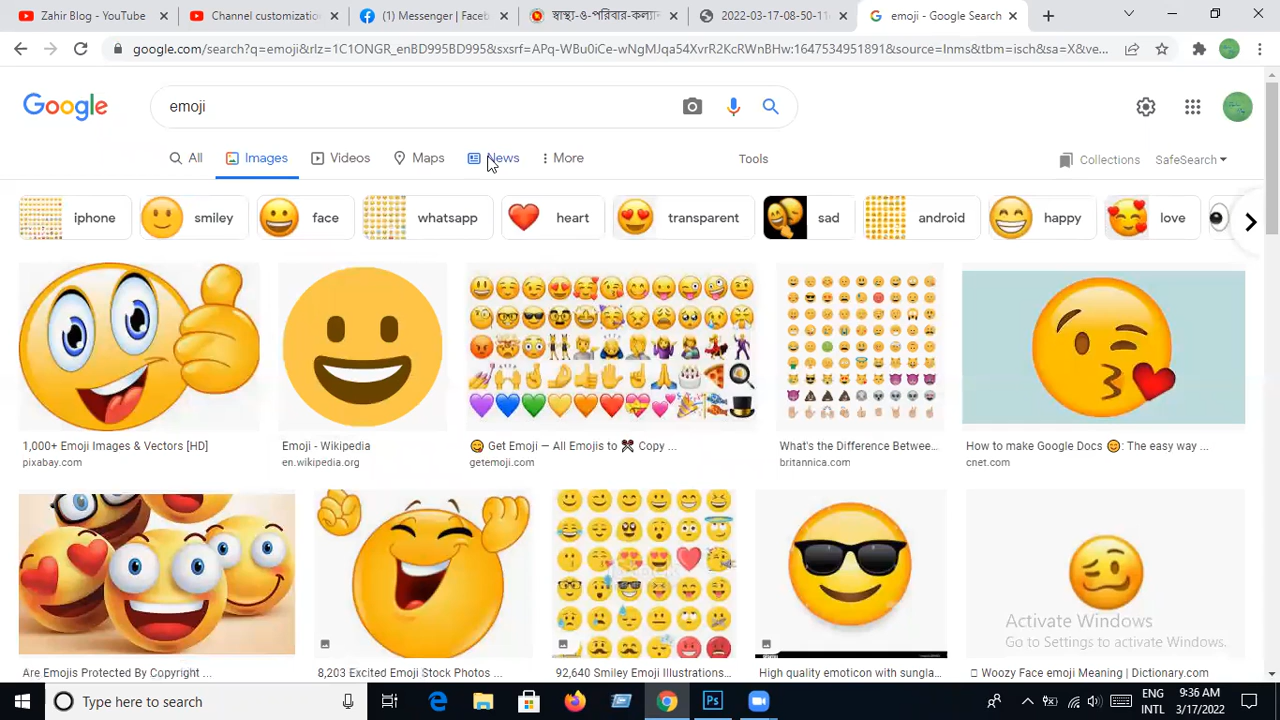 Zahir Blog - YouTube
Channel customization
(1) Messenger | Facebook
স্বাস্থ্য-ও-পরিবার-কল্যাণ
2022-03-17-08-50-11
emoji - Google Search
google.com/search?q=emoji&rlz=1C1ONGR_enBD995BD995&sxsrf=APq-WBu0iCe-wNgMJqa54XvrR2KcRWnBHw:1647534951891&source=lnms&tbm=isch&sa=X&ve...
Google
emoji
All Images Videos Maps News More Tools Collections SafeSearch
iphone smiley face whatsapp heart transparent sad android happy love
1,000+ Emoji Images & Vectors [HD]
pixabay.com
Emoji - Wikipedia
en.wikipedia.org
😋 Get Emoji — All Emojis to ✂ Copy ...
getemoji.com
What's the Difference Betwee...
britannica.com
How to make Google Docs 😊: The easy way ...
cnet.com
Are Emojis Protected By Copyright ...
8,203 Excited Emoji Stock Photos ...
92,640 Smiley Emoji Illustrations...
High quality emoticon with sungla...
Woozy Face emoji Meaning | Dictionary.com
Activate Windows
Go to Settings to activate Windows.
Type here to search
Ps
ENG
INTL
9:36 AM
3/17/2022